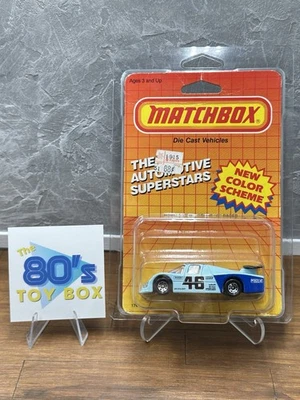 Ages 3 and Up
MATCHBOX
Die Cast Vehicles
THE
AUTOMOTIVE
SUPERSTARS
NEW
COLOR
SCHEME
46
The
80's
TOY BOX